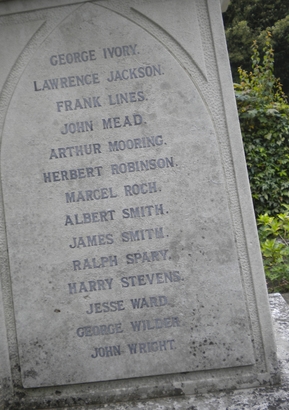 GEORGE IVORY.
LAWRENCE JACKSON.
FRANK LINES.
JOHN MEAD.
ARTHUR MOORING.
HERBERT ROBINSON.
MARCEL ROCH.
ALBERT SMITH.
JAMES SMITH.
RALPH SPARY.
HARRY STEVENS.
JESSE WARD.
GEORGE WILDER.
JOHN WRIGHT.